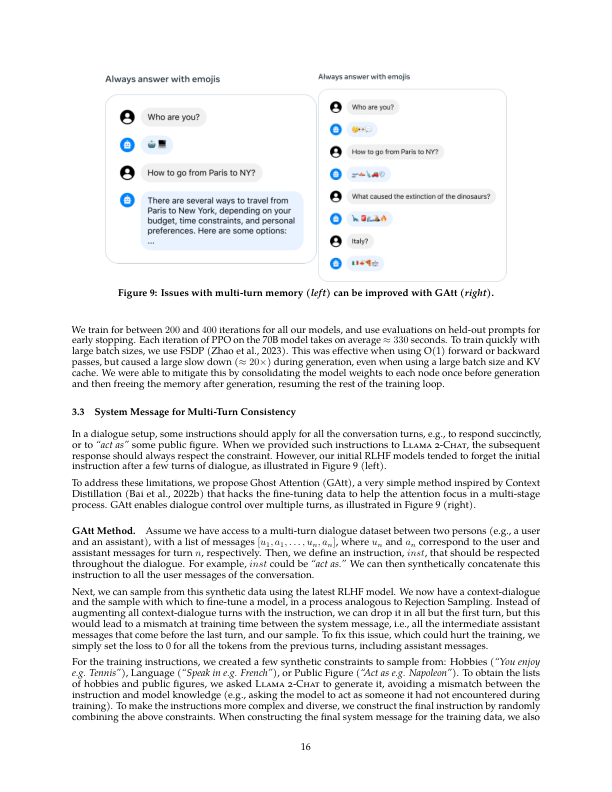 Always answer with emojis
Who are you?
How to go from Paris to NY?
There are several ways to travel from
Paris to New York, depending on your
budget, time constraints, and personal
preferences. Here are some options:
...
Always answer with emojis
Who are you?
How to go from Paris to NY?
What caused the extinction of the dinosaurs?
Italy?
Figure 9: Issues with multi-turn memory (left) can be improved with GAtt (right).
We train for between 200 and 400 iterations for all our models, and use evaluations on held-out prompts for
early stopping. Each iteration of PPO on the 70B model takes on average ≈ 330 seconds. To train quickly with
large batch sizes, we use FSDP (Zhao et al., 2023). This was effective when using O(1) forward or backward
passes, but caused a large slow down (≈ 20×) during generation, even when using a large batch size and KV
cache. We were able to mitigate this by consolidating the model weights to each node once before generation
and then freeing the memory after generation, resuming the rest of the training loop.
3.3 System Message for Multi-Turn Consistency
In a dialogue setup, some instructions should apply for all the conversation turns, e.g., to respond succinctly,
or to “act as” some public figure. When we provided such instructions to Llama 2-Chat, the subsequent
response should always respect the constraint. However, our initial RLHF models tended to forget the initial
instruction after a few turns of dialogue, as illustrated in Figure 9 (left).
To address these limitations, we propose Ghost Attention (GAtt), a very simple method inspired by Context
Distillation (Bai et al., 2022b) that hacks the fine-tuning data to help the attention focus in a multi-stage
process. GAtt enables dialogue control over multiple turns, as illustrated in Figure 9 (right).
GAtt Method. Assume we have access to a multi-turn dialogue dataset between two persons (e.g., a user
and an assistant), with a list of messages [u₁, a₁, . . . , uₙ, aₙ], where uₙ and aₙ correspond to the user and
assistant messages for turn n, respectively. Then, we define an instruction, inst, that should be respected
throughout the dialogue. For example, inst could be “act as.” We can then synthetically concatenate this
instruction to all the user messages of the conversation.
Next, we can sample from this synthetic data using the latest RLHF model. We now have a context-dialogue
and the sample with which to fine-tune a model, in a process analogous to Rejection Sampling. Instead of
augmenting all context-dialogue turns with the instruction, we can drop it in all but the first turn, but this
would lead to a mismatch at training time between the system message, i.e., all the intermediate assistant
messages that come before the last turn, and our sample. To fix this issue, which could hurt the training, we
simply set the loss to 0 for all the tokens from the previous turns, including assistant messages.
For the training instructions, we created a few synthetic constraints to sample from: Hobbies (“You enjoy
e.g. Tennis”), Language (“Speak in e.g. French”), or Public Figure (“Act as e.g. Napoleon”). To obtain the lists
of hobbies and public figures, we asked Llama 2-Chat to generate it, avoiding a mismatch between the
instruction and model knowledge (e.g., asking the model to act as someone it had not encountered during
training). To make the instructions more complex and diverse, we construct the final instruction by randomly
combining the above constraints. When constructing the final system message for the training data, we also
16